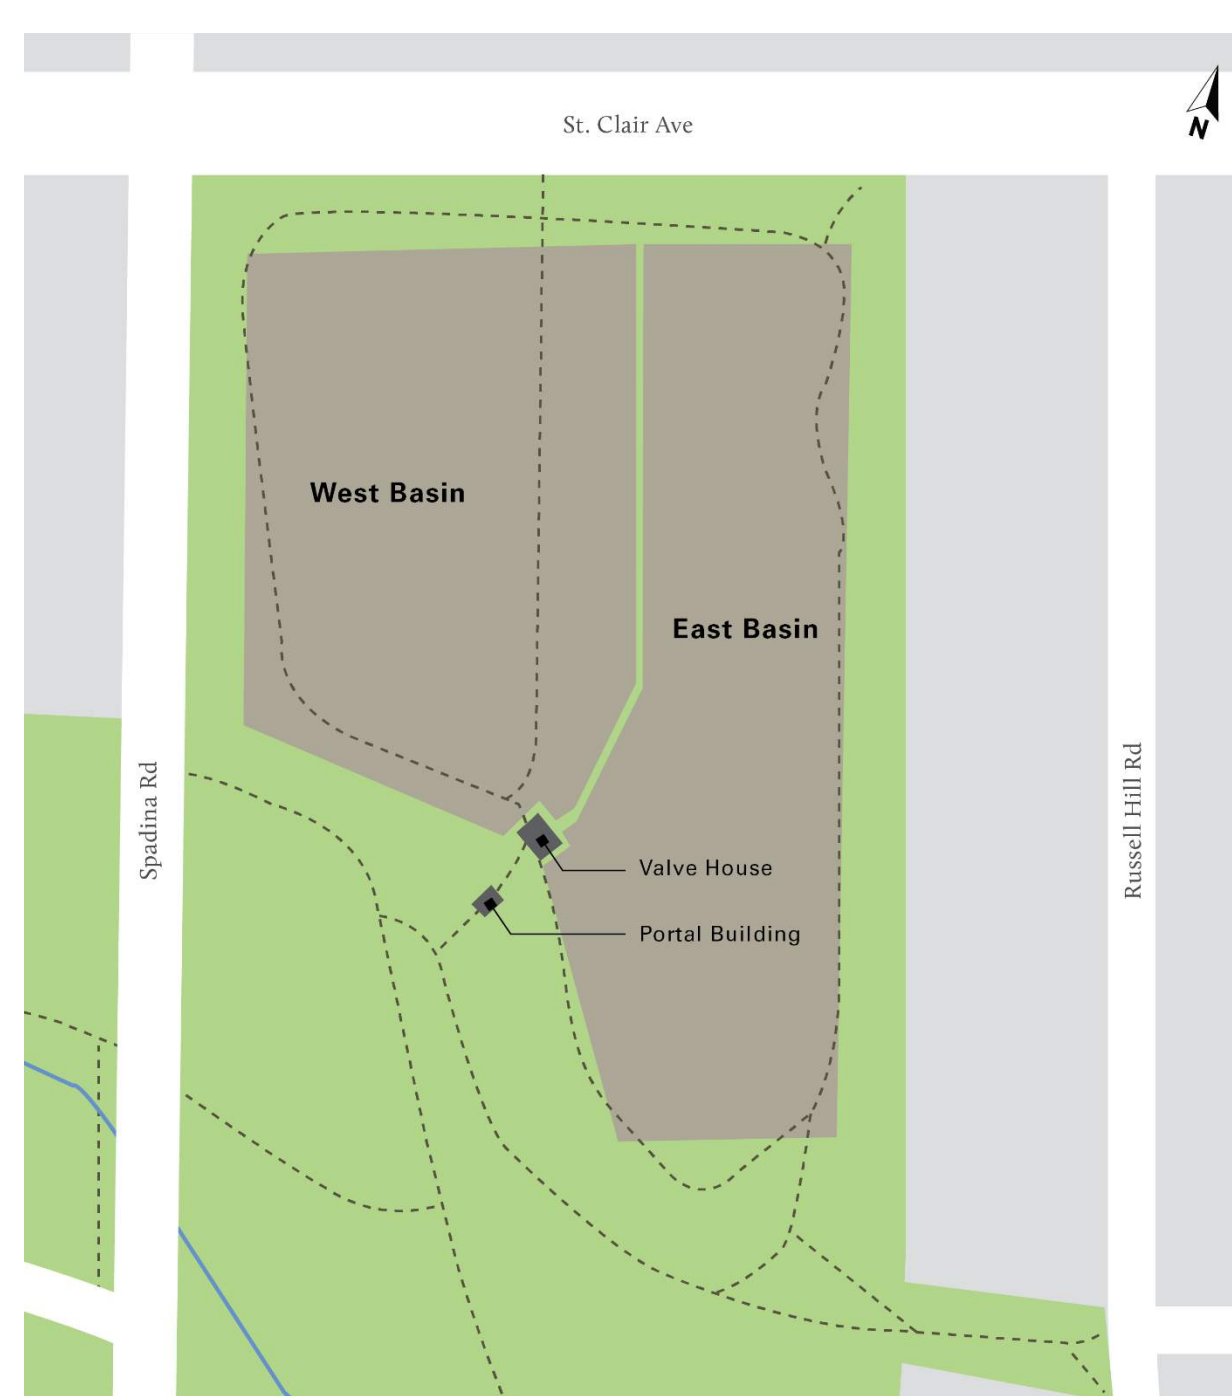 St. Clair Ave
N
West Basin
East Basin
Spadina Rd
Russell Hill Rd
Valve House
Portal Building